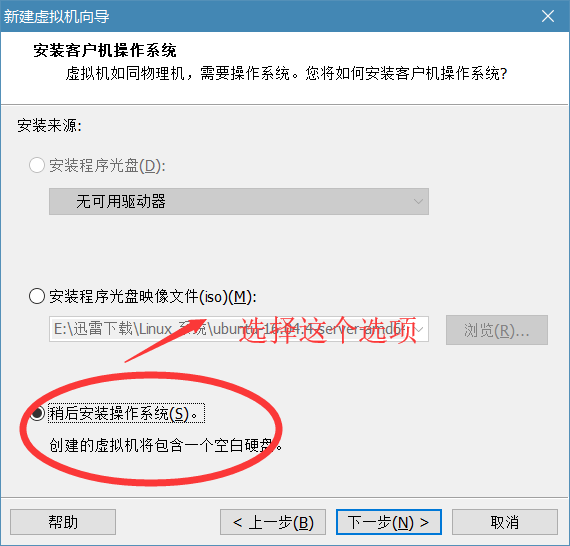 新建虚拟机向导
安装客户机操作系统
虚拟机如同物理机，需要操作系统。您将如何安装客户机操作系统?
安装来源:
安装程序光盘(D):
无可用驱动器
安装程序光盘映像文件(iso)(M):
E:\迅雷下载\Linux 系统\ubuntu-16.04.4-server-amd64
选择这个选项
浏览(R)...
稍后安装操作系统(S)。
创建的虚拟机将包含一个空白硬盘。
帮助
< 上一步(B)
下一步(N) >
取消